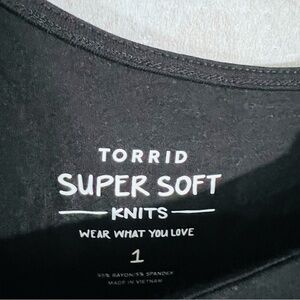 TORRID
SUPER SOFT
KNITS
WEAR WHAT YOU LOVE
1
95% RAYON/5% SPANDEX
MADE IN VIETNAM